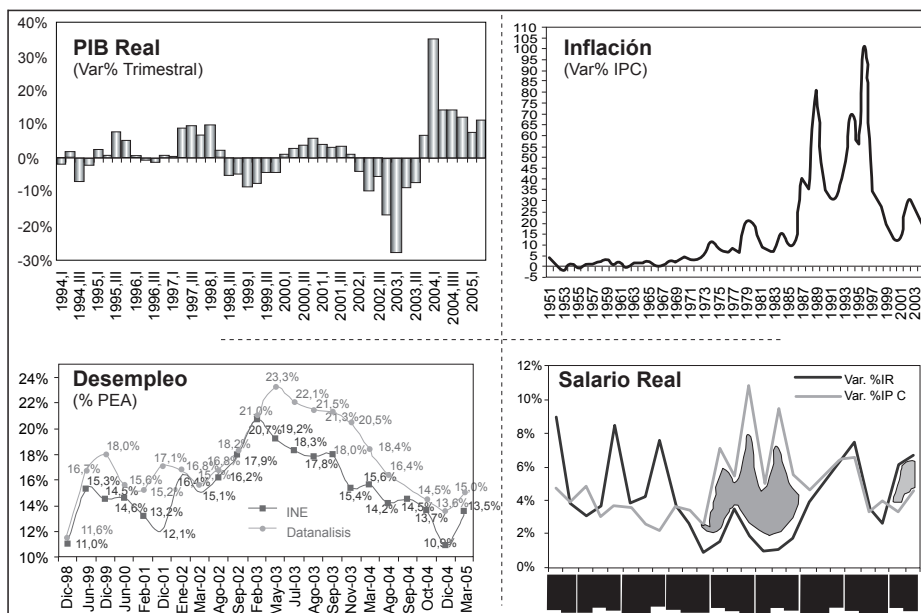 PIB Real
(Var% Trimestral)
40%
30%
20%
10%
0%
-10%
-20%
-30%
1994,I
1994,III
1995,I
1995,III
1996,I
1996,III
1997,I
1997,III
1998,I
1998,III
1999,I
1999,III
2000,I
2000,III
2001,I
2001,III
2002,I
2002,III
2003,I
2003,III
2004,I
2004,III
2005,I
Inflación
(Var% IPC)
110
105
100
95
90
85
80
75
70
65
60
55
50
45
40
35
30
25
20
15
10
5
0
-5
1951
1953
1955
1957
1959
1961
1963
1965
1967
1969
1971
1973
1975
1977
1979
1981
1983
1985
1987
1989
1991
1993
1995
1997
1999
2001
2003
Desempleo
(% PEA)
24%
22%
20%
18%
16%
14%
12%
10%
11,6%
16,7%
18,0%
15,6%
15,2%
17,1%
16,8%
16,8%
18,2%
21,0%
23,3%
22,1%
21,5%
21,3%
20,5%
18,4%
16,4%
14,5%
13,6%
15,0%
11,0%
15,3%
14,5%
14,6%
13,2%
12,1%
16,4%
15,1%
16,2%
17,9%
20,7%
19,2%
18,3%
17,8%
18,0%
15,4%
15,6%
14,2%
14,5%
13,7%
10,9%
13,5%
INE
Datanalisis
Dic-98
Jun-99
Dic-99
Jun-00
Feb-01
Dic-01
Ene-02
Mar-02
Ago-02
Sep-02
Feb-03
May-03
Jul-03
Ago-03
Sep-03
Nov-03
Mar-04
Ago-04
Sep-04
Oct-04
Dic-04
Mar-05
Salario Real
Var. %IR
Var. %IP C
12%
10%
8%
6%
4%
2%
0%